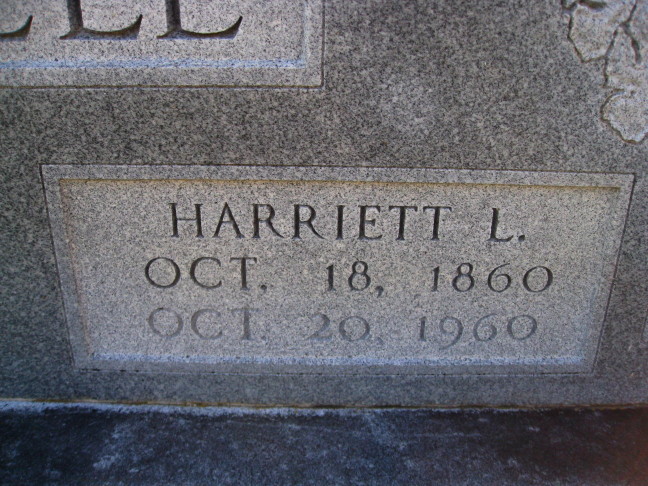 HARRIETT L.
OCT. 18, 1860
OCT. 20, 1960